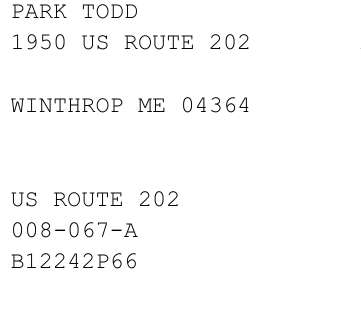 PARK TODD
1950 US ROUTE 202
WINTHROP ME 04364
US ROUTE 202
008-067-A
B12242P66